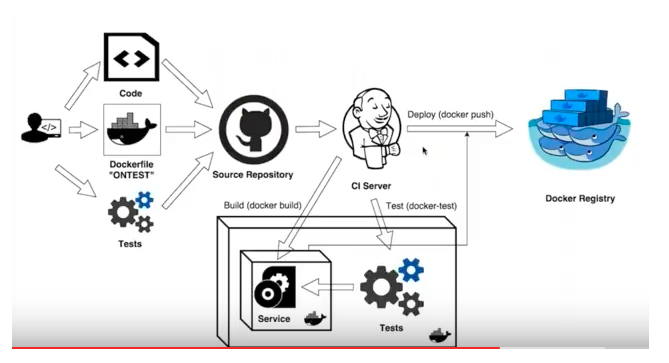 Code
Dockerfile
"ONTEST"
Tests
Source Repository
CI Server
Deploy (docker push)
Docker Registry
Build (docker build)
Test (docker-test)
Service
Tests